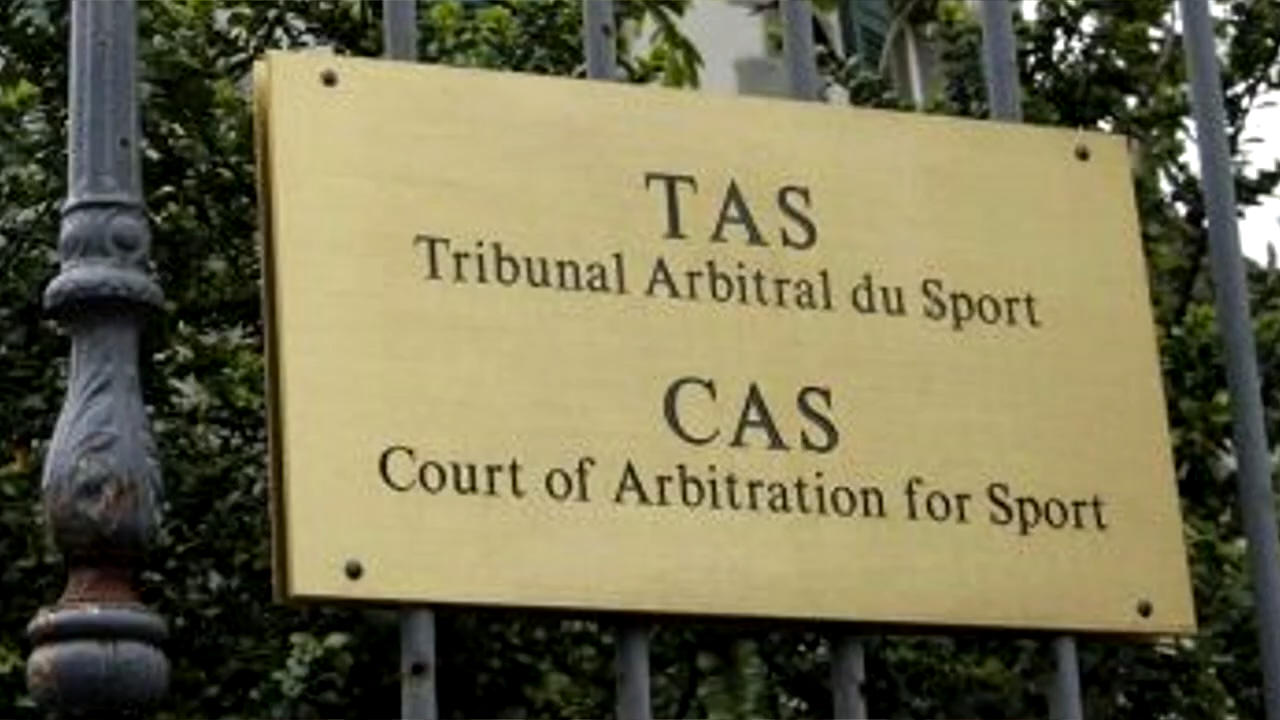 TAS
Tribunal Arbitral du Sport
CAS
Court of Arbitration for Sport